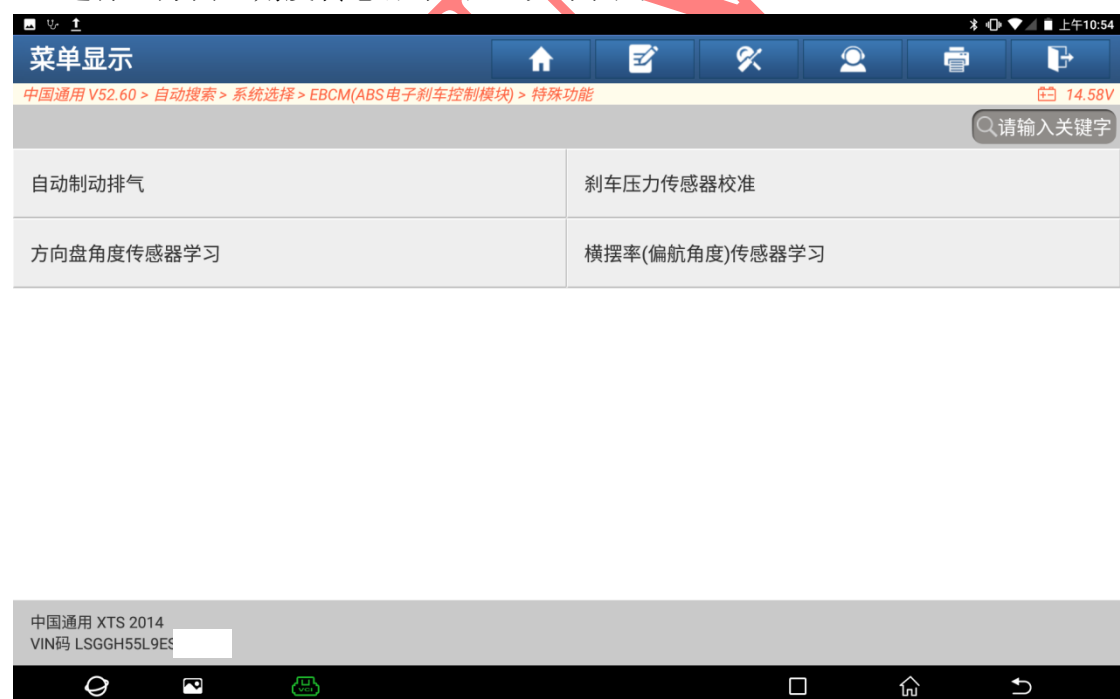 上午10:54
菜单显示
中国通用 V52.60 > 自动搜索 > 系统选择 > EBCM(ABS电子刹车控制模块) > 特殊功能 14.58V
请输入关键字
自动制动排气 刹车压力传感器校准
方向盘角度传感器学习 横摆率(偏航角度)传感器学习
中国通用 XTS 2014
VIN码 LSGGH55L9ES
VCI